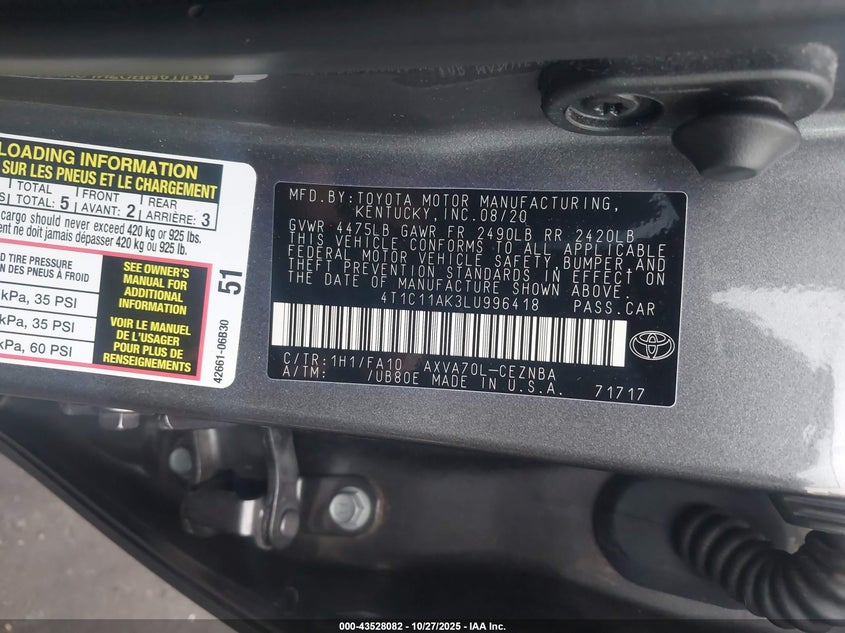 LOADING INFORMATION
SUR LES PNEUS ET LE CHARGEMENT
TOTAL FRONT REAR
TOTAL: 5 AVANT: 2 ARRIÈRE: 3
cargo should never exceed 420 kg or 925 lbs.
ne doit jamais dépasser 420 kg ou 925 lb.
TIRE PRESSURE
DES PNEUS À FROID
kPa, 35 PSI
kPa, 35 PSI
kPa, 60 PSI
SEE OWNER'S
MANUAL FOR
ADDITIONAL
INFORMATION
VOIR LE MANUEL
DE L'USAGER
POUR PLUS DE
RENSEIGNEMENTS
51
42661-06B30
MFD.BY:TOYOTA MOTOR MANUFACTURING,
KENTUCKY, INC.08/20
GVWR 4475LB GAWR FR 2490LB RR 2420LB
THIS VEHICLE CONFORMS TO ALL APPLICABLE
FEDERAL MOTOR VEHICLE SAFETY, BUMPER, AND
THEFT PREVENTION STANDARDS IN EFFECT ON
THE DATE OF MANUFACTURE SHOWN ABOVE.
4T1C11AK3LU996418 PASS.CAR
C/TR:1H1/FA10 AXVA70L-CEZNBA
A/TM: /UB80E MADE IN U.S.A. 71717
000-43528082 • 10/27/2025 • IAA Inc.